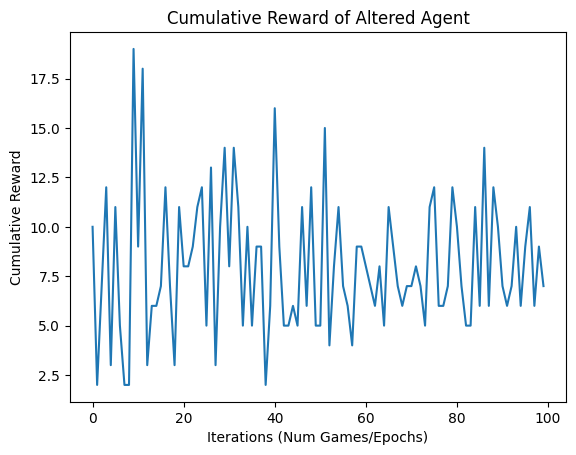 Cumulative Reward of Altered Agent
17.5
15.0
12.5
10.0
7.5
5.0
2.5
Cumulative Reward
0 20 40 60 80 100
Iterations (Num Games/Epochs)